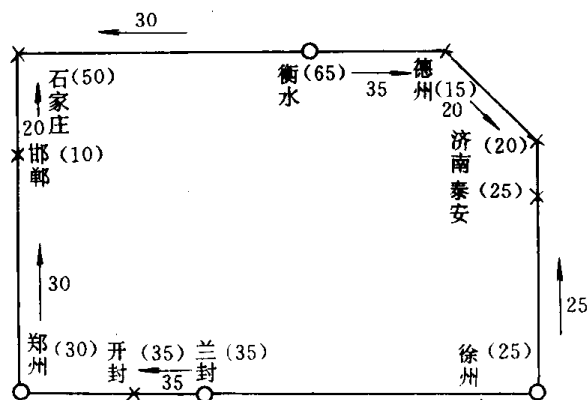 30
石家庄(50)
衡水(65)
35
德州(15)
20
20
邯郸(10)
济南(20)
泰安(25)
30
25
郑州(30)
开封(35)
35
兰封(35)
徐州(25)